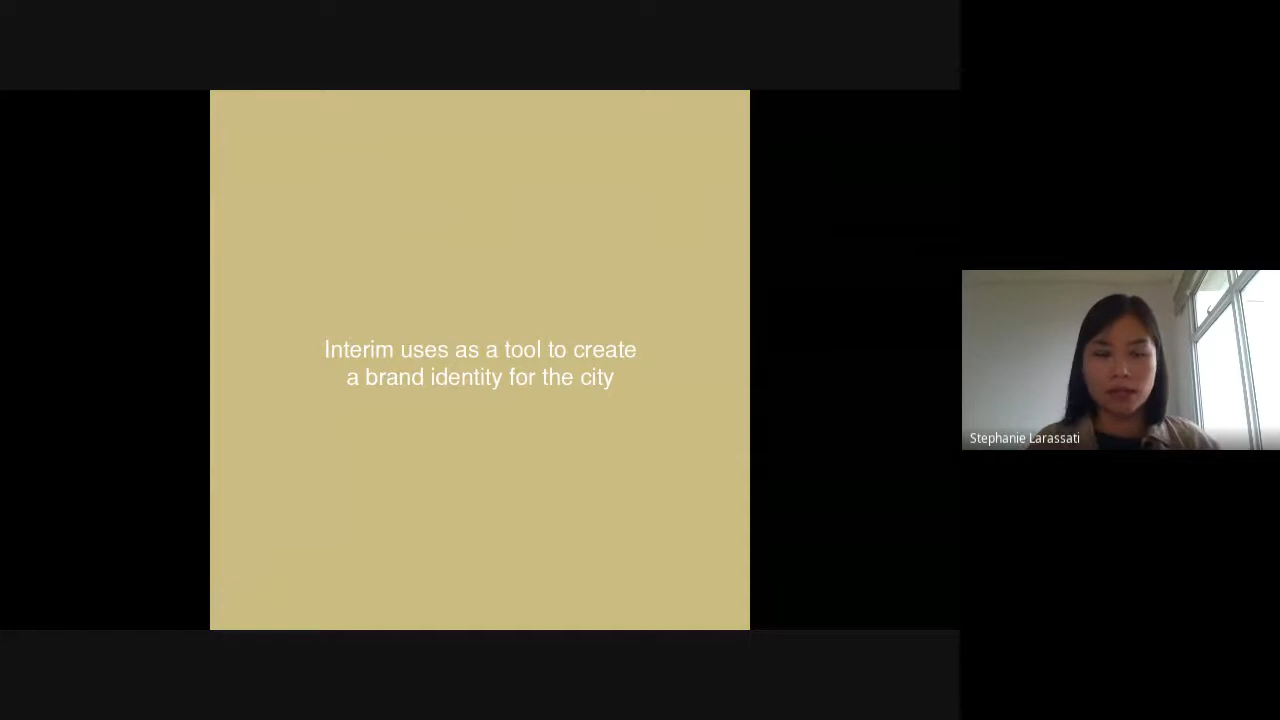 Interim uses as a tool to create
a brand identity for the city
Stephanie Larassati